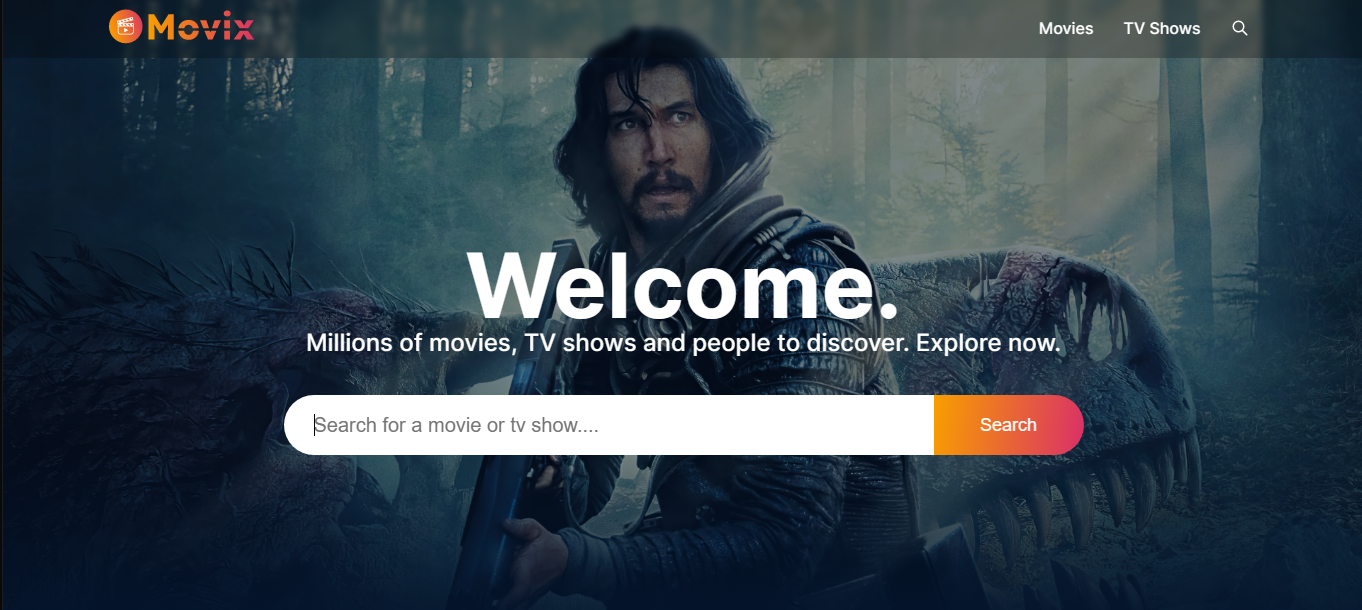 Movix
Movies
TV Shows
Welcome.
Millions of movies, TV shows and people to discover. Explore now.
Search for a movie or tv show....
Search